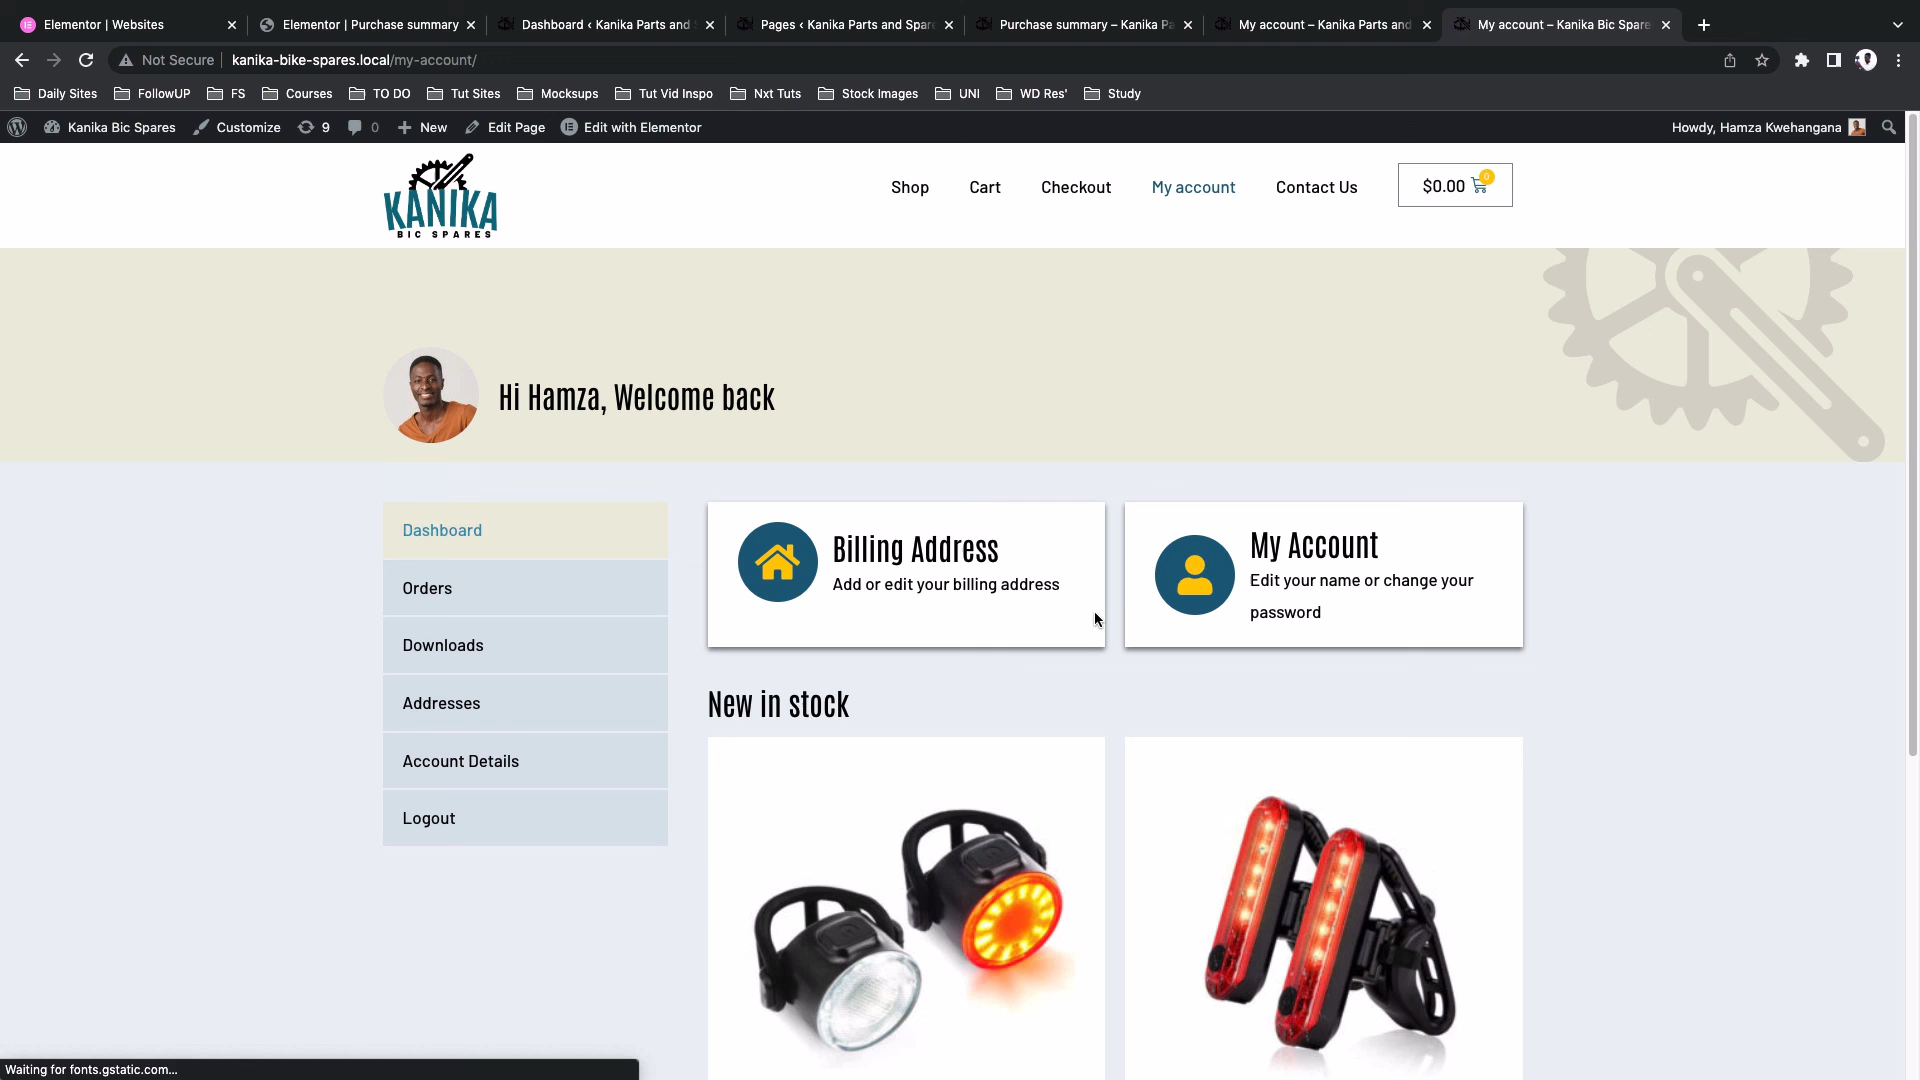 Elementor | Websites
Elementor | Purchase summary
Dashboard ‹ Kanika Parts and
Pages ‹ Kanika Parts and Spar
Purchase summary – Kanika Pa
My account – Kanika Parts and
My account – Kanika Bic Spare
Not Secure
kanika-bike-spares.local/my-account/
Daily Sites
FollowUP
FS
Courses
TO DO
Tut Sites
Mocksups
Tut Vid Inspo
Nxt Tuts
Stock Images
UNI
WD Res'
Study
Kanika Bic Spares
Customize
9
0
New
Edit Page
Edit with Elementor
Howdy, Hamza Kwehangana
KANIKA
BIC SPARES
Shop
Cart
Checkout
My account
Contact Us
$0.00
0
Hi Hamza, Welcome back
Dashboard
Orders
Downloads
Addresses
Account Details
Logout
Billing Address
Add or edit your billing address
My Account
Edit your name or change your
password
New in stock
Waiting for fonts.gstatic.com...